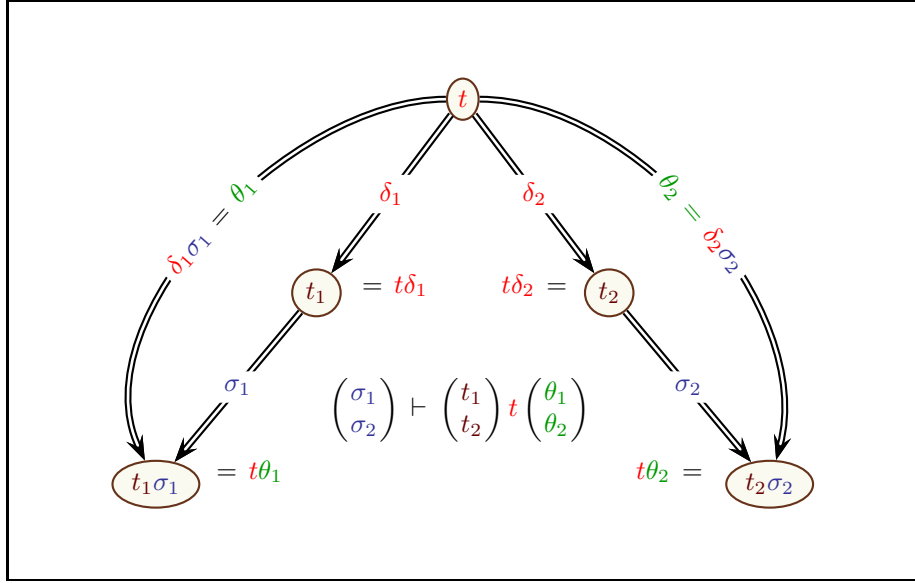 t
δ₁σ₁ = θ₁
δ₁
δ₂
θ₂ = δ₂σ₂
t₁ = tδ₁
tδ₂ = t₂
σ₁
σ₂
(σ₁ σ₂) ⊢ (t₁ t₂) t (θ₁ θ₂)
t₁σ₁ = tθ₁
tθ₂ = t₂σ₂